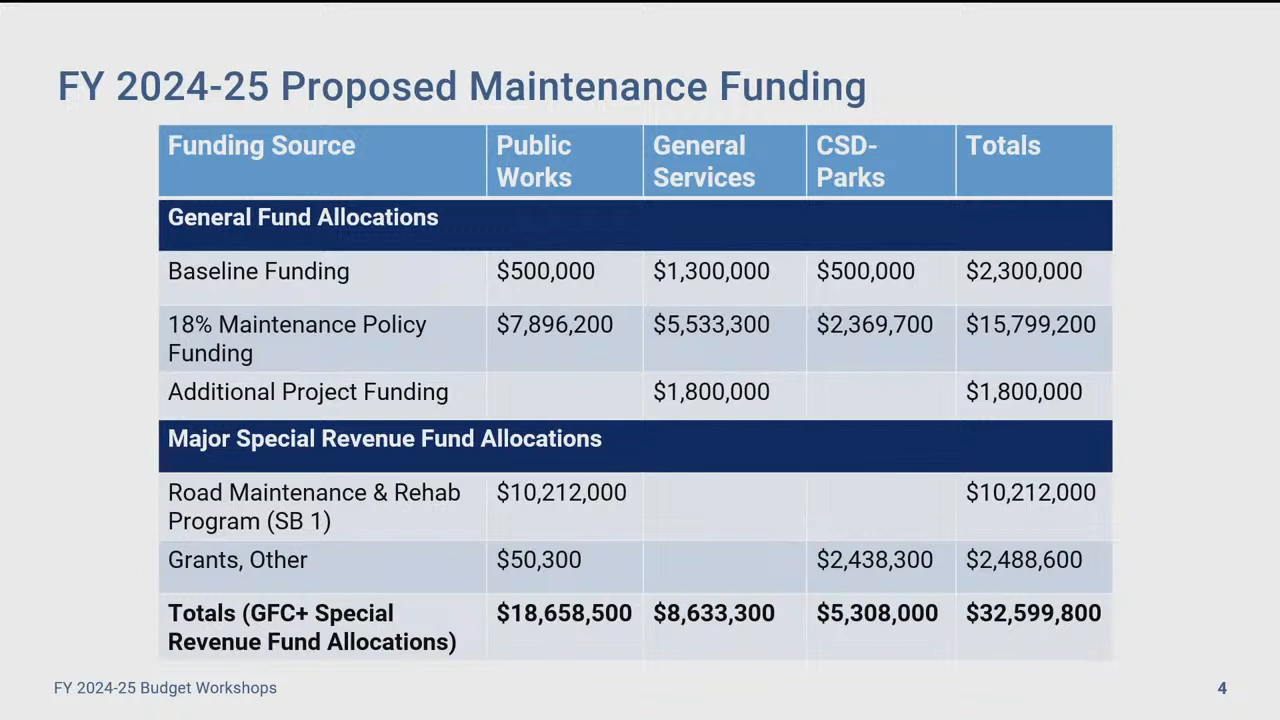 FY 2024-25 Proposed Maintenance Funding
Funding Source Public Works General Services CSD-Parks Totals
General Fund Allocations
Baseline Funding $500,000 $1,300,000 $500,000 $2,300,000
18% Maintenance Policy Funding $7,896,200 $5,533,300 $2,369,700 $15,799,200
Additional Project Funding $1,800,000 $1,800,000
Major Special Revenue Fund Allocations
Road Maintenance & Rehab Program (SB 1) $10,212,000 $10,212,000
Grants, Other $50,300 $2,438,300 $2,488,600
Totals (GFC+ Special Revenue Fund Allocations) $18,658,500 $8,633,300 $5,308,000 $32,599,800
FY 2024-25 Budget Workshops 4